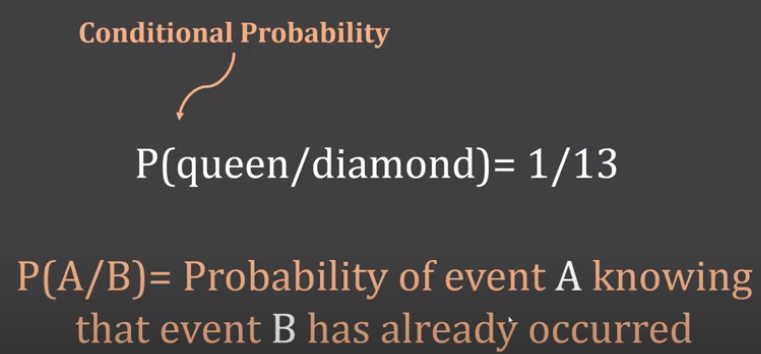 Conditional Probability
P(queen/diamond)= 1/13
P(A/B)= Probability of event A knowing
that event B has already occurred